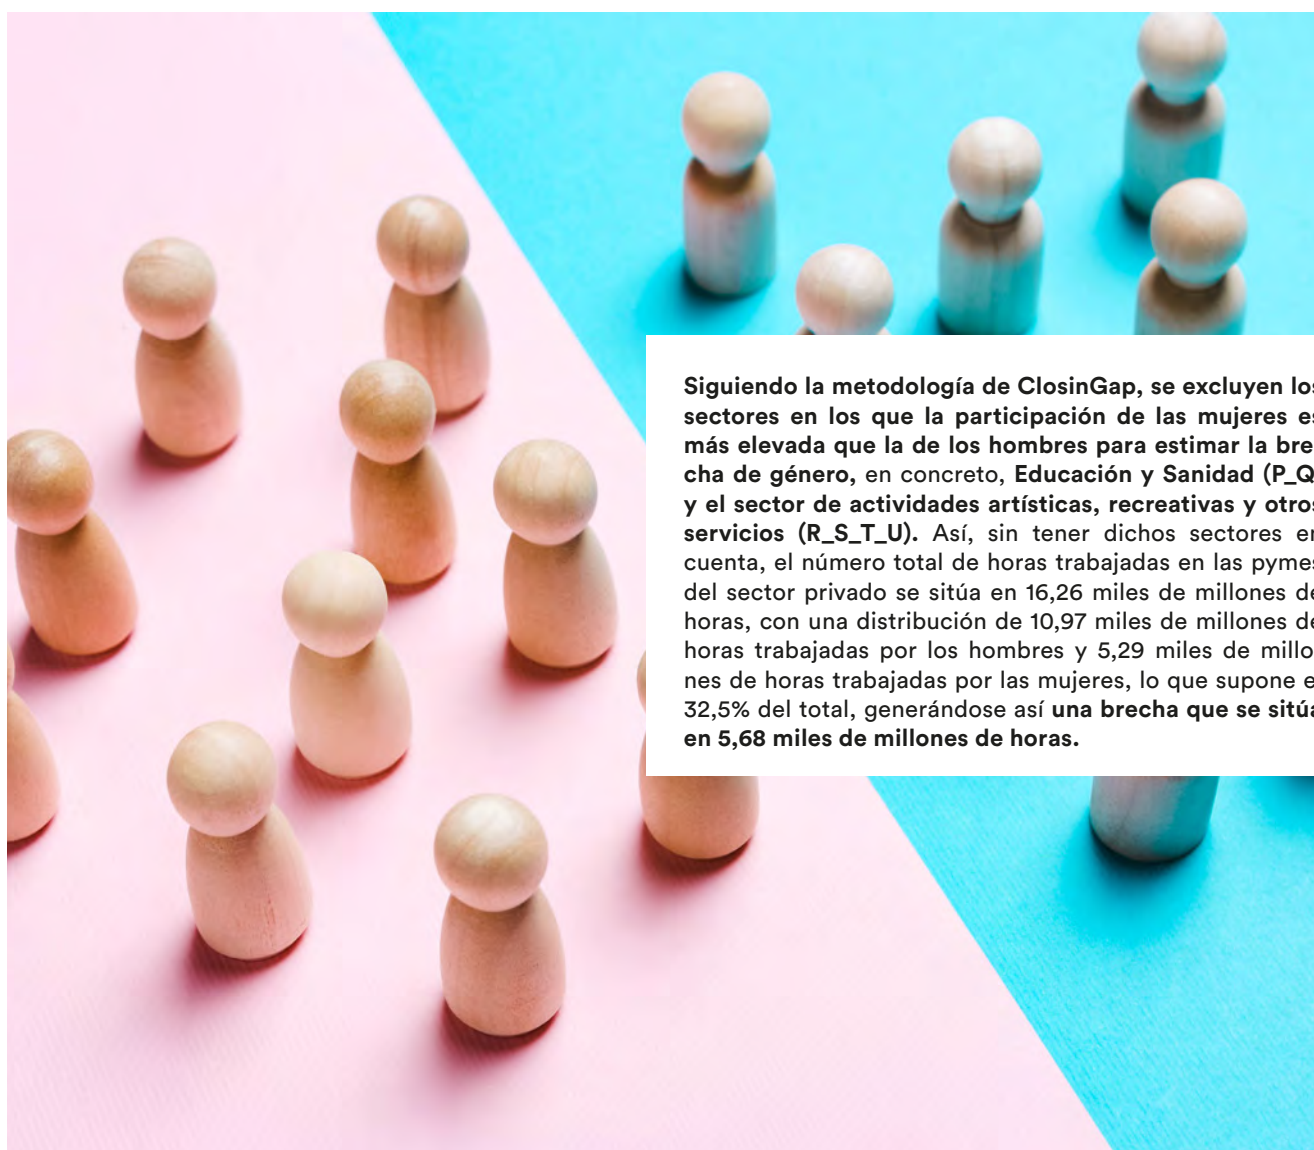 Siguiendo la metodología de ClosinGap, se excluyen los
sectores en los que la participación de las mujeres es
más elevada que la de los hombres para estimar la bre
cha de género, en concreto, Educación y Sanidad (P_Q
y el sector de actividades artísticas, recreativas y otros
servicios (R_S_T_U). Así, sin tener dichos sectores en
cuenta, el número total de horas trabajadas en las pymes
del sector privado se sitúa en 16,26 miles de millones de
horas, con una distribución de 10,97 miles de millones de
horas trabajadas por los hombres y 5,29 miles de millo
nes de horas trabajadas por las mujeres, lo que supone e
32,5% del total, generándose así una brecha que se sitúa
en 5,68 miles de millones de horas.